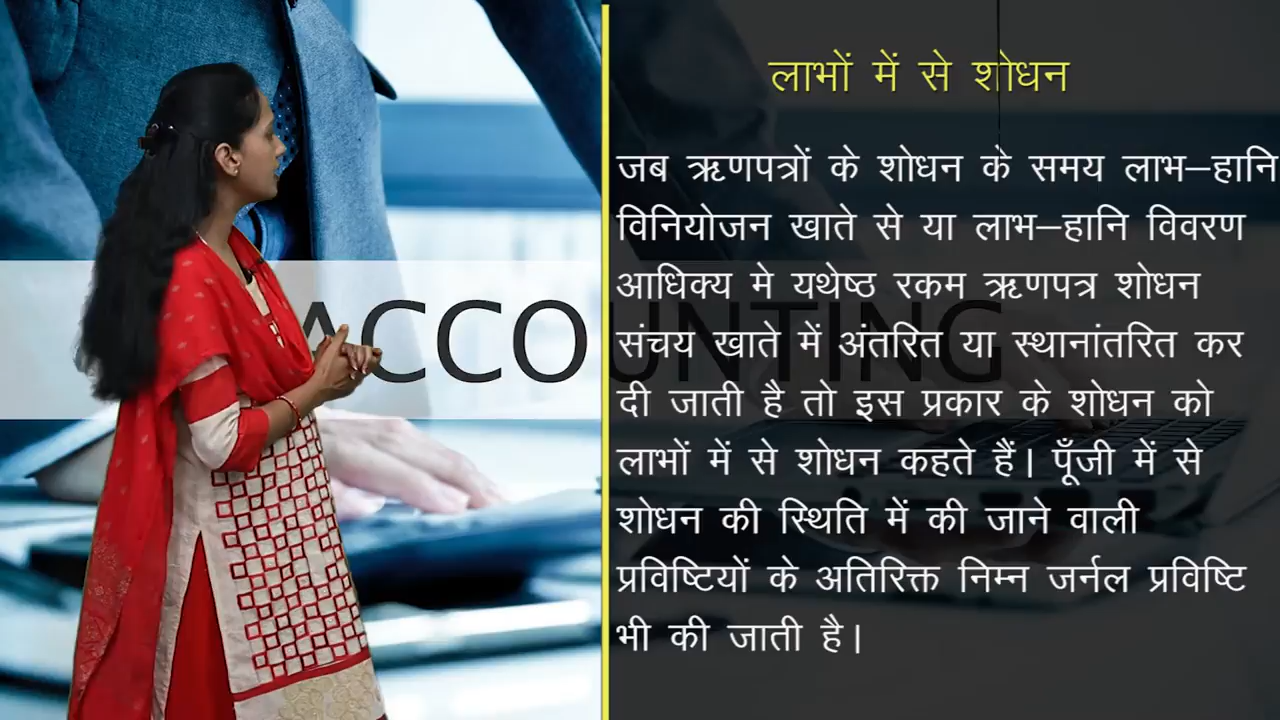 लाभों में से शोधन
जब ऋणपत्रों के शोधन के समय लाभ–हानि
विनियोजन खाते से या लाभ–हानि विवरण
आधिक्य मे यथेष्ठ रकम ऋणपत्र शोधन
संचय खाते में अंतरित या स्थानांतरित कर
दी जाती है तो इस प्रकार के शोधन को
लाभों में से शोधन कहते हैं। पूँजी में से
शोधन की स्थिति में की जाने वाली
प्रविष्टियों के अतिरिक्त निम्न जर्नल प्रविष्टि
भी की जाती है।
ACCOUNTING